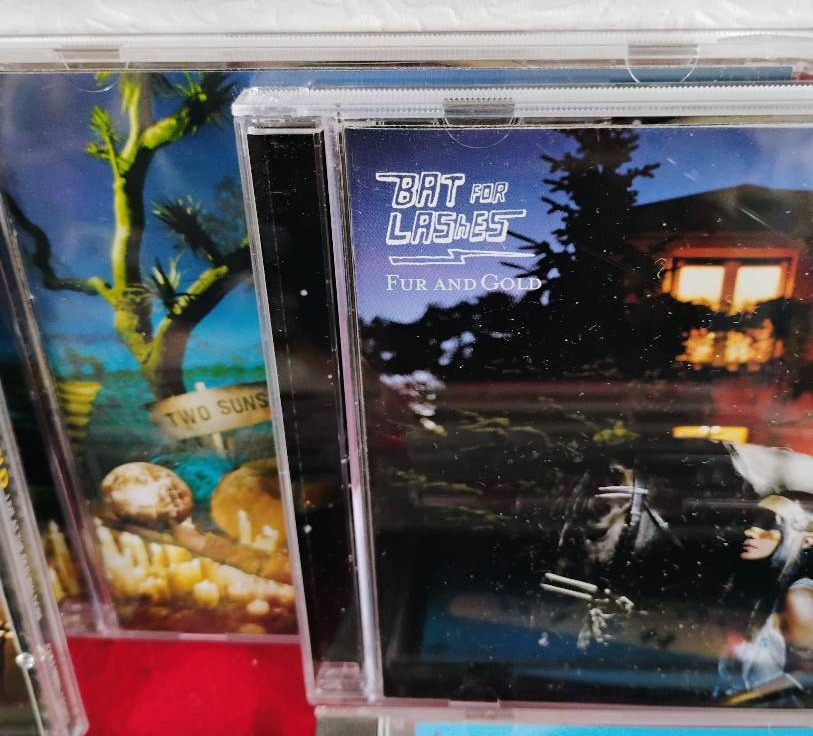 BAT FOR
LASHES
FUR AND GOLD
TWO SUNS